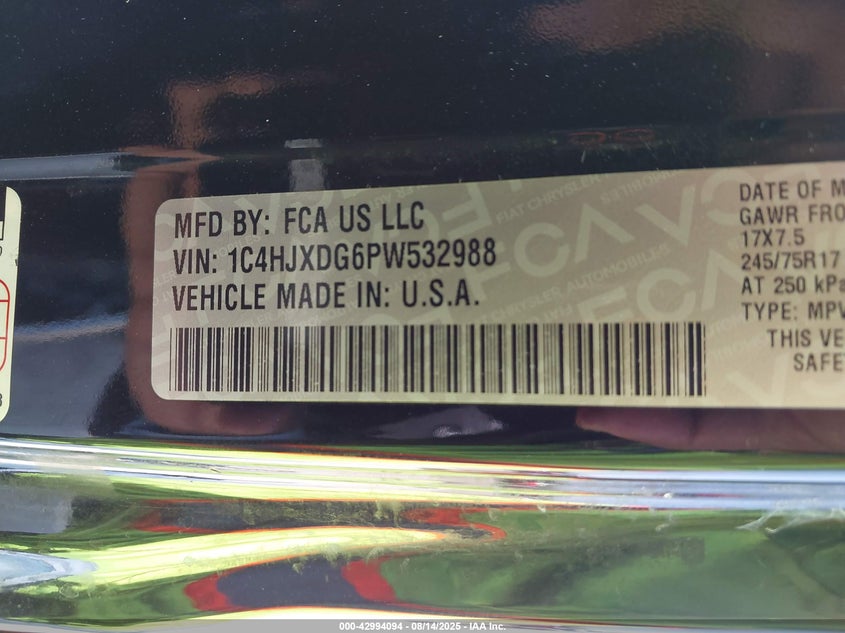 MFD BY: FCA US LLC
VIN: 1C4HJXDG6PW532988
VEHICLE MADE IN: U.S.A.
DATE OF M
GAWR FRO
17X7.5
245/75R17
AT 250 kPa
TYPE: MPV
THIS VE
SAFE
000-42994094 - 08/14/2025 - IAA Inc.